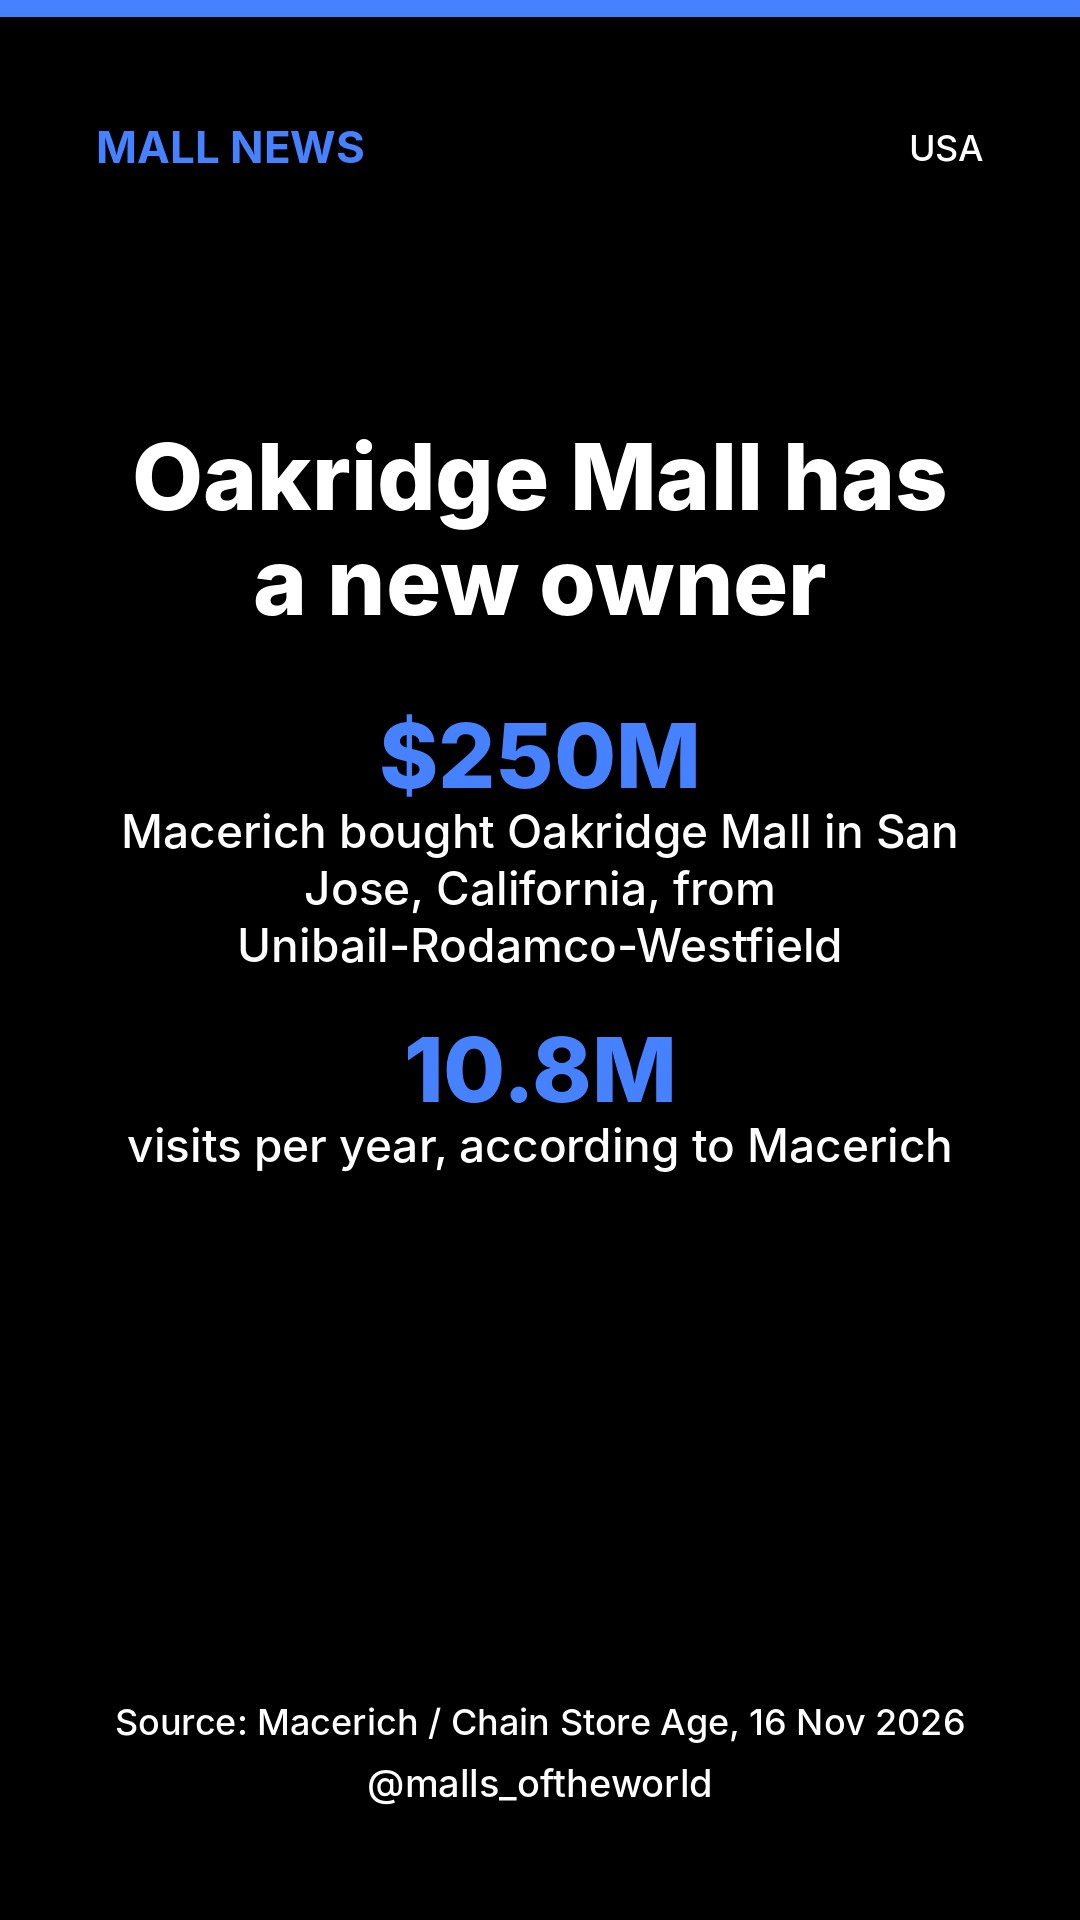 MALL NEWS
USA
Oakridge Mall has
a new owner
$250M
Macerich bought Oakridge Mall in San
Jose, California, from
Unibail-Rodamco-Westfield
10.8M
visits per year, according to Macerich
Source: Macerich / Chain Store Age, 16 Nov 2026
@malls_oftheworld